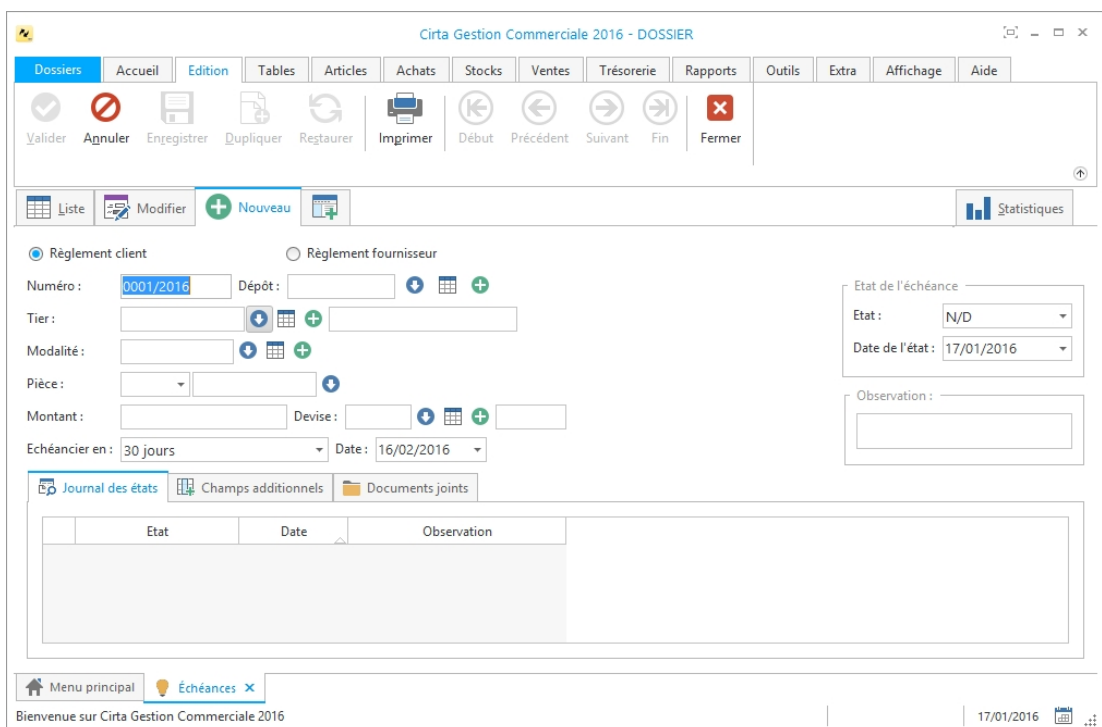 Cirta Gestion Commerciale 2016 - DOSSIER
Dossiers Accueil Edition Tables Articles Achats Stocks Ventes Trésorerie Rapports Outils Extra Affichage Aide
Valider Annuler Enregistrer Dupliquer Restaurer Imprimer Début Précédent Suivant Fin Fermer
Liste Modifier Nouveau Statistiques
Règlement client Règlement fournisseur
Numéro : 0001/2016 Dépôt :
Etat de l'échéance
Tier :
Etat : N/D
Modalité :
Date de l'état : 17/01/2016
Pièce :
Observation :
Montant : Devise :
Echéancier en : 30 jours Date : 16/02/2016
Journal des états Champs additionnels Documents joints
Etat Date Observation
Menu principal Échéances
Bienvenue sur Cirta Gestion Commerciale 2016 17/01/2016